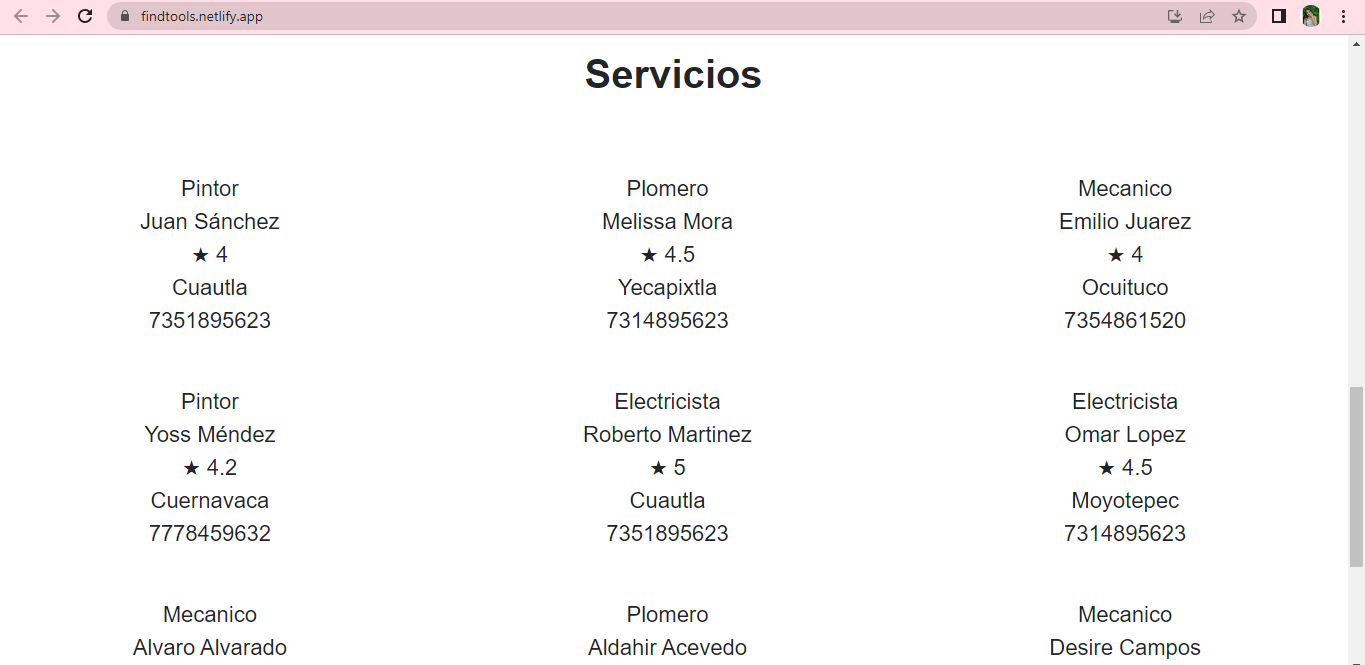 findtools.netlify.app
Servicios
Pintor
Juan Sánchez
★ 4
Cuautla
7351895623
Plomero
Melissa Mora
★ 4.5
Yecapixtla
7314895623
Mecanico
Emilio Juarez
★ 4
Ocuituco
7354861520
Pintor
Yoss Méndez
★ 4.2
Cuernavaca
7778459632
Electricista
Roberto Martinez
★ 5
Cuautla
7351895623
Electricista
Omar Lopez
★ 4.5
Moyotepec
7314895623
Mecanico
Alvaro Alvarado
Plomero
Aldahir Acevedo
Mecanico
Desire Campos